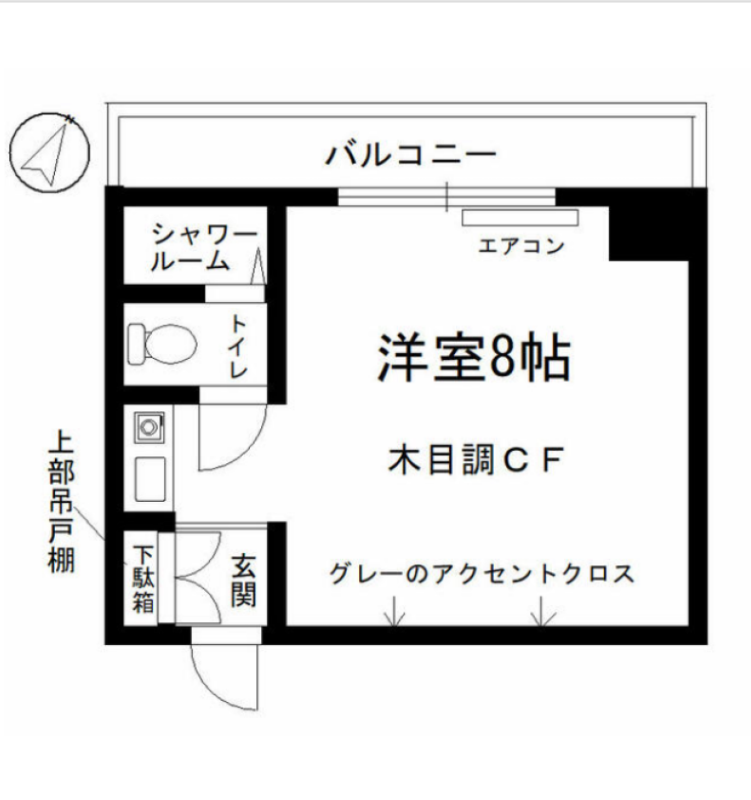 N
バルコニー
シャワー
ルーム
エアコン
トイレ
洋室8帖
木目調CF
上部吊戸棚
下駄箱
玄関
グレーのアクセントクロス